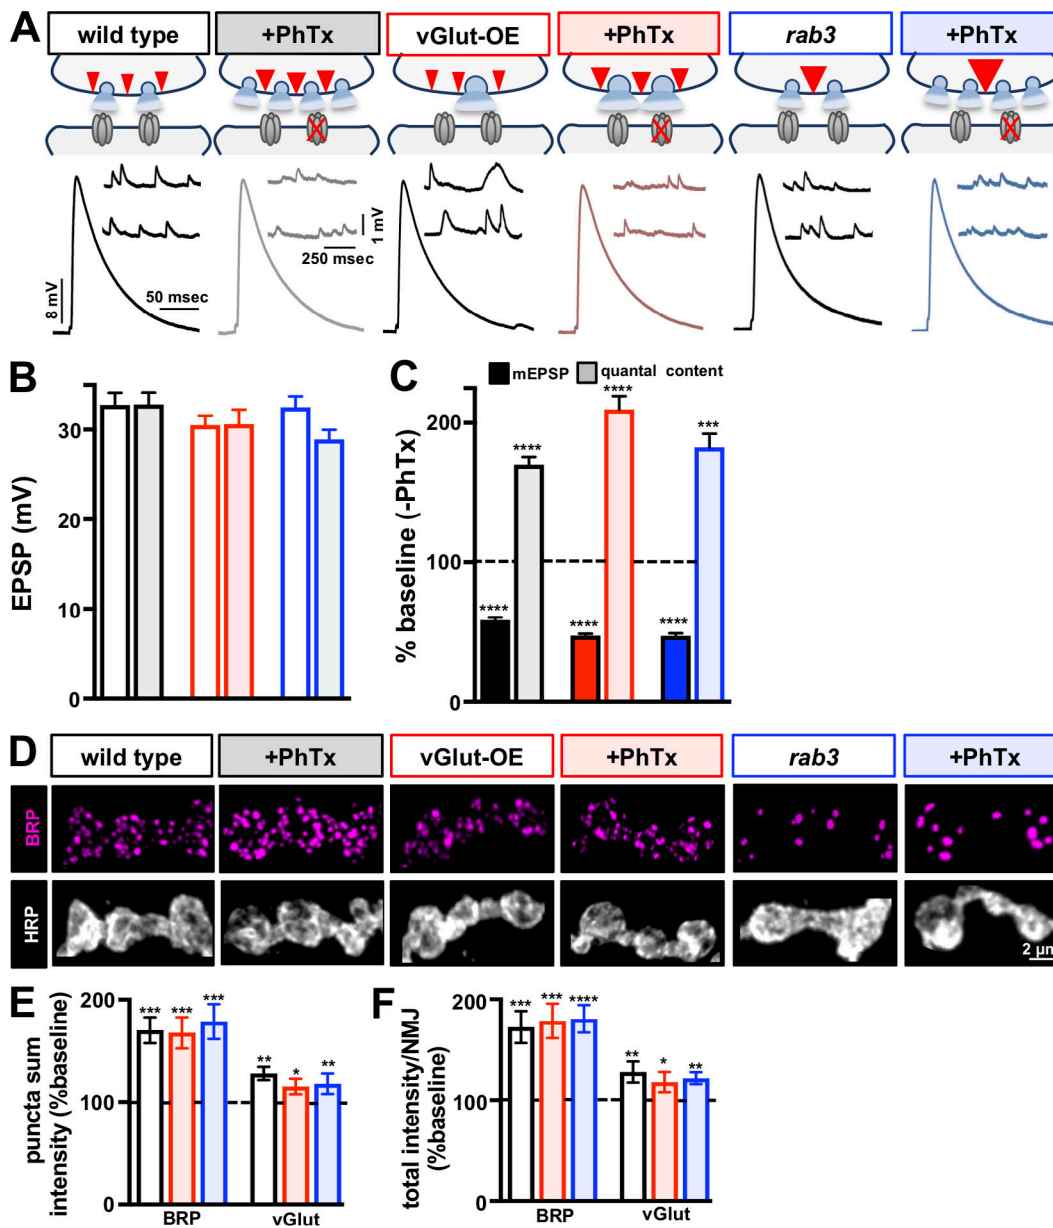 A
wild type
+PhTx
vGlut-OE
+PhTx
rab3
+PhTx
8 mV
50 msec
250 msec
1 mV
B
EPSP (mV)
30
20
10
0
C
mEPSP
quantal content
% baseline (-PhTx)
200
100
0
****
****
****
****
****
***
D
wild type
+PhTx
vGlut-OE
+PhTx
rab3
+PhTx
BRP
HRP
2 µm
E
puncta sum
intensity (%baseline)
200
100
0
***
***
***
**
*
**
BRP
vGlut
F
total intensity/NMJ
(%baseline)
200
100
0
***
***
****
**
*
**
BRP
vGlut